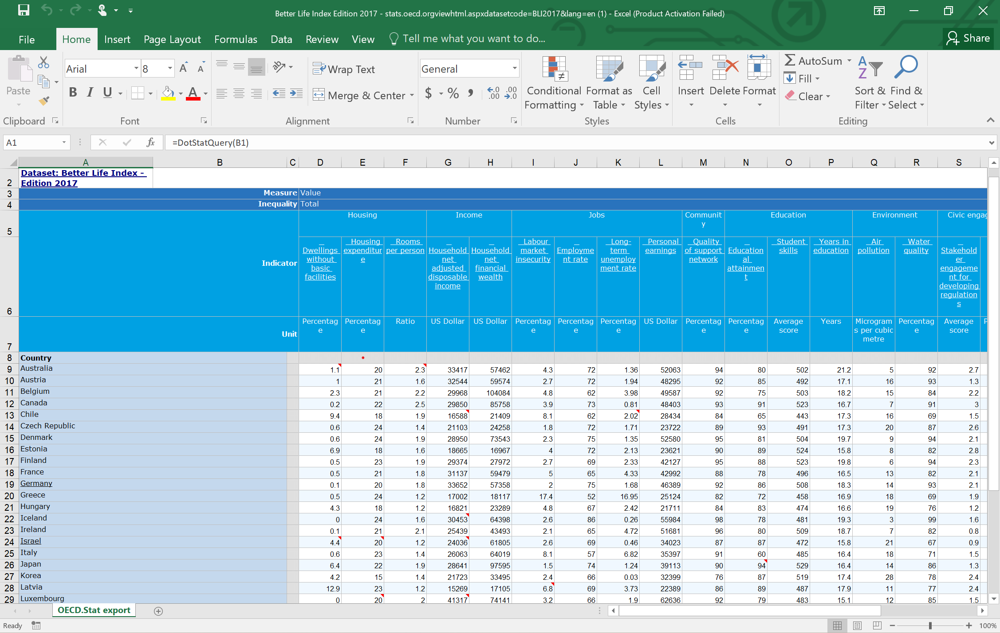 Better Life Index Edition 2017 - stats.oecd.orgviewhtml.aspxdatasetcode=BLI2017&lang=en (1) - Excel (Product Activation Failed)
File Home Insert Page Layout Formulas Data Review View Tell me what you want to do... Share
Arial 8 Wrap Text General AutoSum
Paste Fill
B I U A Merge & Center $ % Conditional Formatting Format as Table Cell Styles Insert Delete Format Clear Sort & Filter Find & Select
Clipboard Font Alignment Number Styles Cells Editing
A1 fx =DotStatQuery(B1)
A B C D E F G H I J K L M N O P Q R S
Dataset: Better Life Index -
2 Edition 2017
3 Measure Value
4 Inequality Total
5 Housing Income Jobs Community Education Environment Civic engag
6 Indicator Dwellings without basic facilities Housing expenditure Rooms per person Household net adjusted disposable income Household net financial wealth Labour market insecurity Employment rate Long-term unemployment rate Personal earnings Quality of support network Educational attainment Student skills Years in education Air pollution Water quality Stakeholder engagement for developing regulations
7 Unit Percentage Percentage Ratio US Dollar US Dollar Percentage Percentage Percentage US Dollar Percentage Percentage Average score Years Micrograms per cubic metre Percentage Average score P
8 Country
9 Australia 1.1 20 2.3 33417 57462 4.3 72 1.36 52063 94 80 502 21.2 5 92 2.7
10 Austria 1 21 1.6 32544 59574 2.7 72 1.94 48295 92 85 492 17.1 16 93 1.3
11 Belgium 2.3 21 2.2 29968 104084 4.8 62 3.98 49587 92 75 503 18.2 15 84 2.2
12 Canada 0.2 22 2.5 29850 85758 3.9 73 0.81 48403 93 91 523 16.7 7 91 3
13 Chile 9.4 18 1.9 16588 21409 8.1 62 2.02 28434 84 65 443 17.3 16 69 1.5
14 Czech Republic 0.6 24 1.4 21103 24258 1.8 72 1.71 23722 89 93 491 17.3 20 87 2.6
15 Denmark 0.6 24 1.9 28950 73543 2.3 75 1.35 52580 95 81 504 19.7 9 94 2.1
16 Estonia 6.9 18 1.6 18665 16967 4 72 2.13 23621 90 89 524 15.8 8 82 2.8
17 Finland 0.5 23 1.9 29374 27972 2.7 69 2.33 42127 95 88 523 19.8 6 94 2.3
18 France 0.5 21 1.8 31137 59479 5 65 4.33 42992 88 78 496 16.5 13 82 2.1
19 Germany 0.1 20 1.8 33652 57358 2 75 1.68 46389 92 86 508 18.3 14 93 2.1
20 Greece 0.5 24 1.2 17002 18117 17.4 52 16.95 25124 82 72 458 16.9 18 69 1.9
21 Hungary 4.3 18 1.2 16821 23289 4.8 67 2.42 21711 84 83 474 16.6 19 76 1.2
22 Iceland 0 24 1.6 30453 64398 2.6 86 0.26 55984 98 78 481 19.3 3 99 1.6
23 Ireland 0.1 21 2.1 25439 43493 2.1 65 4.72 51681 96 80 509 18.7 7 82 0.8
24 Israel 4.4 20 1.2 24036 61805 2.6 69 0.46 34023 87 87 472 15.8 21 67 0.9
25 Italy 0.6 23 1.4 26063 64019 8.1 57 6.82 35397 91 60 485 16.4 18 71 1.5
26 Japan 6.4 22 1.9 28641 97595 1.5 74 1.24 39113 90 94 529 16.4 14 86 1.3
27 Korea 4.2 15 1.4 21723 33495 2.4 66 0.03 32399 76 87 519 17.4 28 78 2.4
28 Latvia 12.9 23 1.2 15269 17105 6.8 69 3.73 22389 86 89 487 17.9 11 77 2.4
29 Luxembourg 0 20 2 41317 74141 3.2 66 1.9 62636 92 79 483 15.1 12 85 1.5
OECD.Stat export
Ready 100%